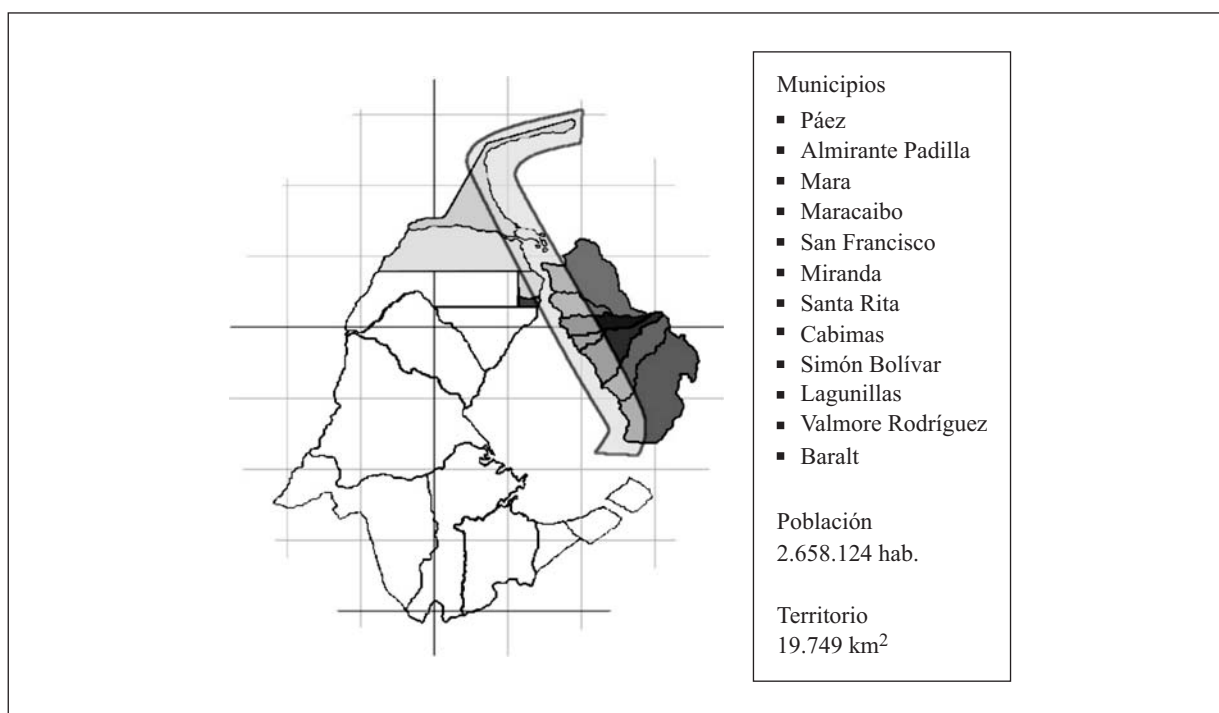 Municipios
▪ Páez
▪ Almirante Padilla
▪ Mara
▪ Maracaibo
▪ San Francisco
▪ Miranda
▪ Santa Rita
▪ Cabimas
▪ Simón Bolívar
▪ Lagunillas
▪ Valmore Rodríguez
▪ Baralt
Población
2.658.124 hab.
Territorio
19.749 km²